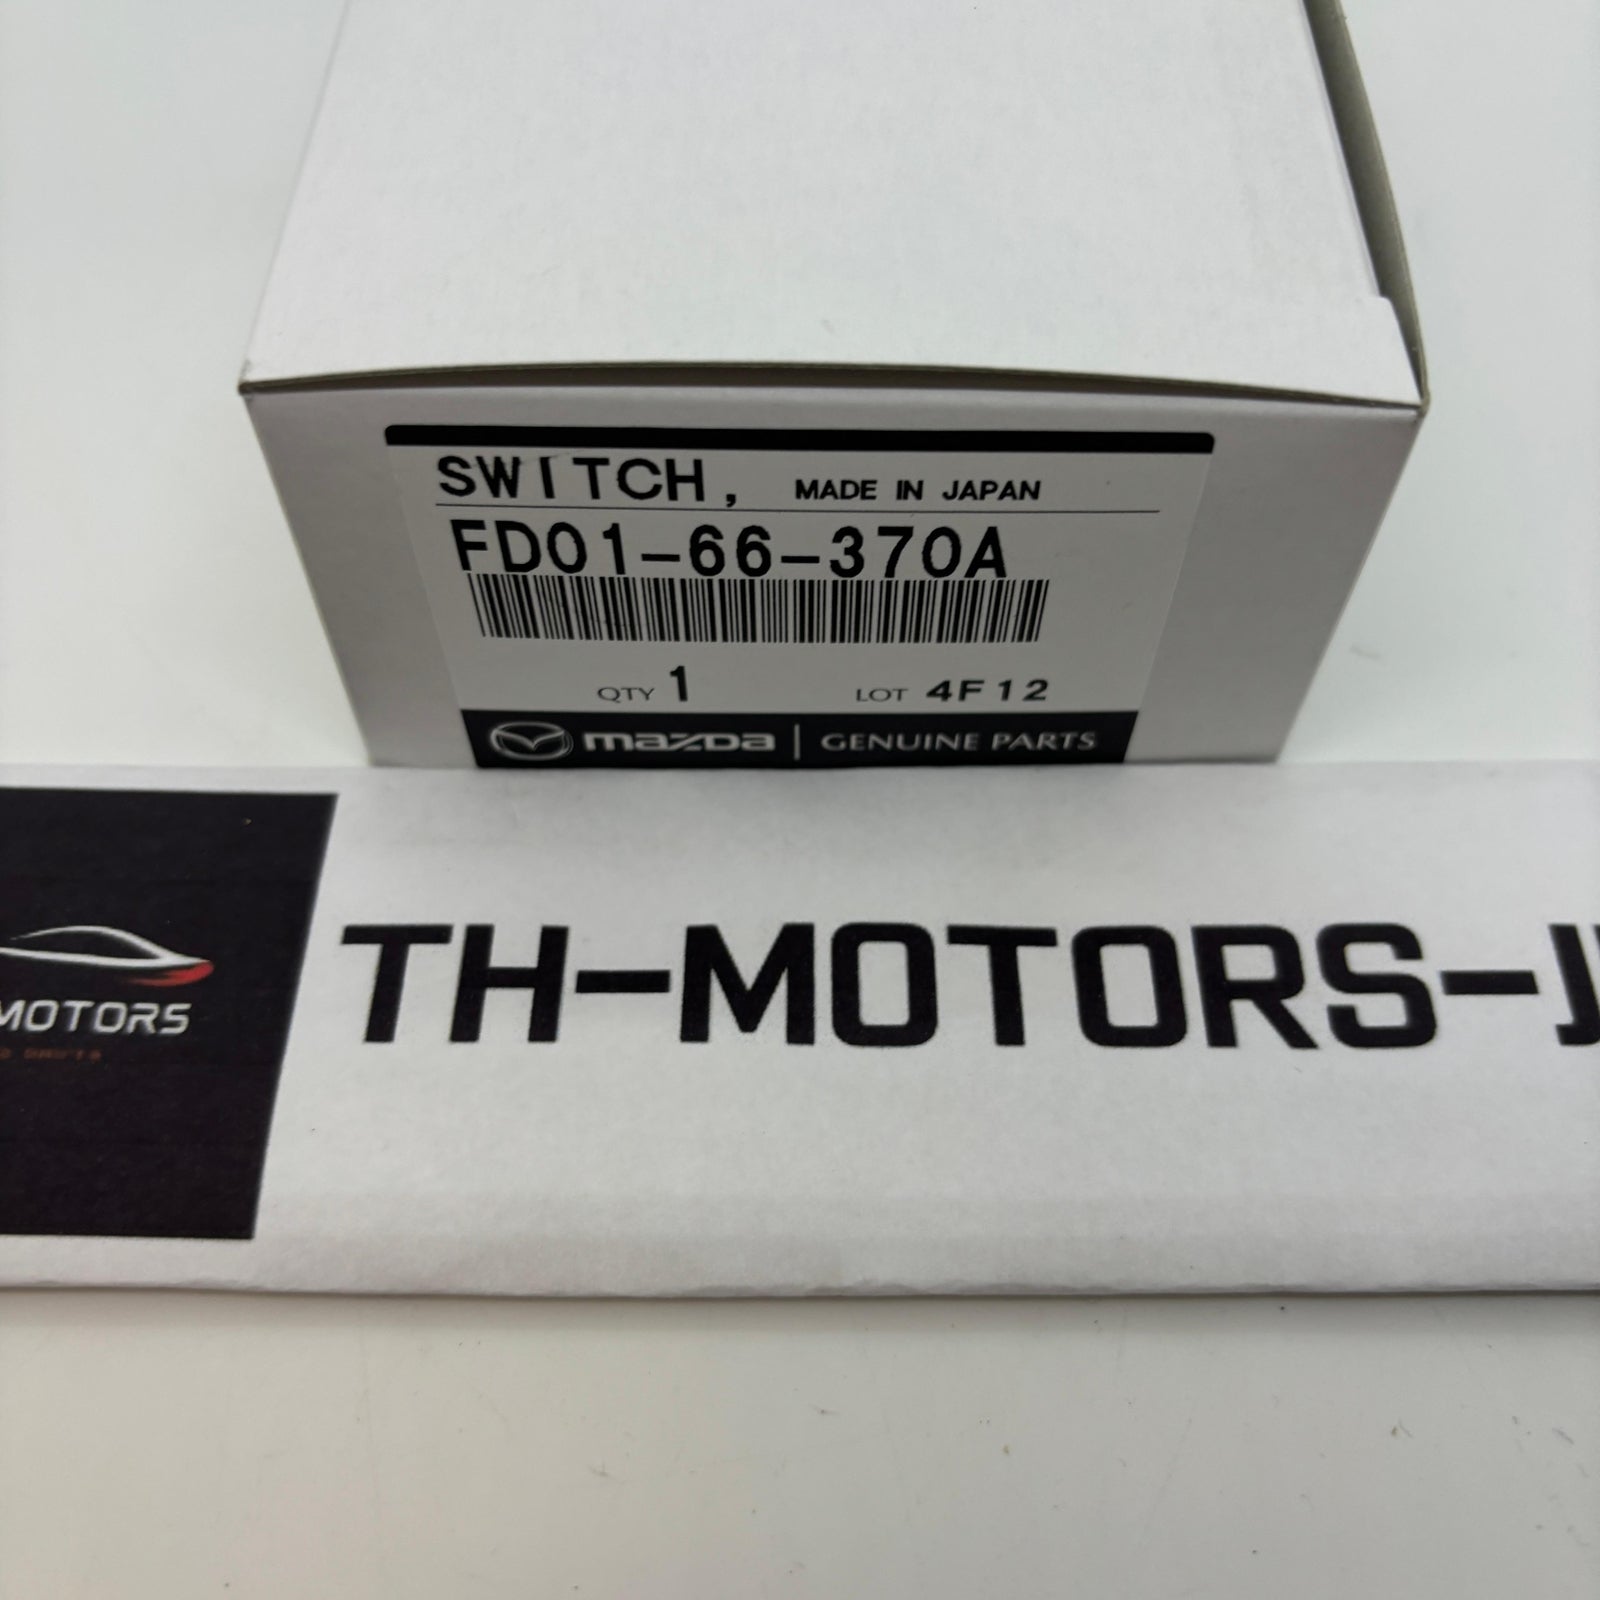 SWITCH, MADE IN JAPAN
FD01-66-370A
QTY 1 LOT 4F12
mazda | GENUINE PARTS
TH-MOTORS-J
MOTORS